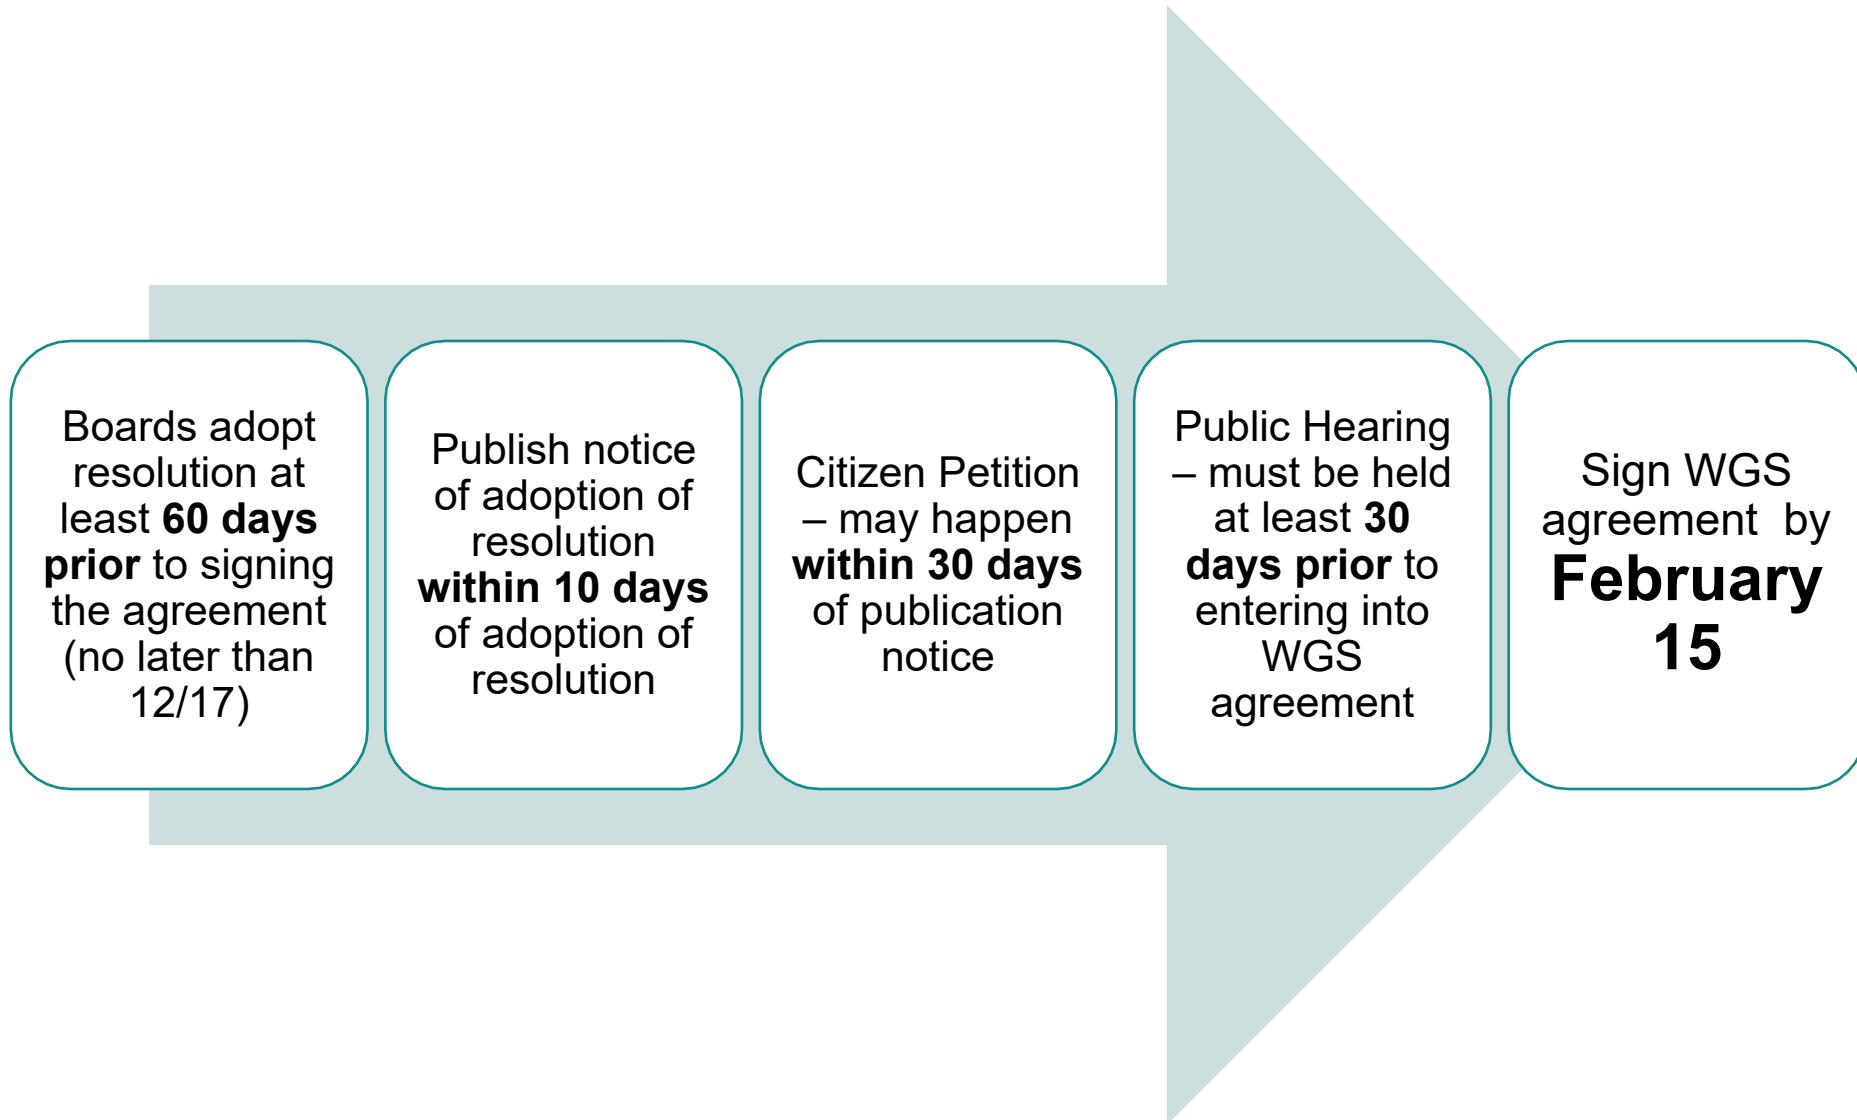 Boards adopt
resolution at
least 60 days
prior to signing
the agreement
(no later than
12/17)
Publish notice
of adoption of
resolution
within 10 days
of adoption of
resolution
Citizen Petition
– may happen
within 30 days
of publication
notice
Public Hearing
– must be held
at least 30
days prior to
entering into
WGS
agreement
Sign WGS
agreement by
February
15